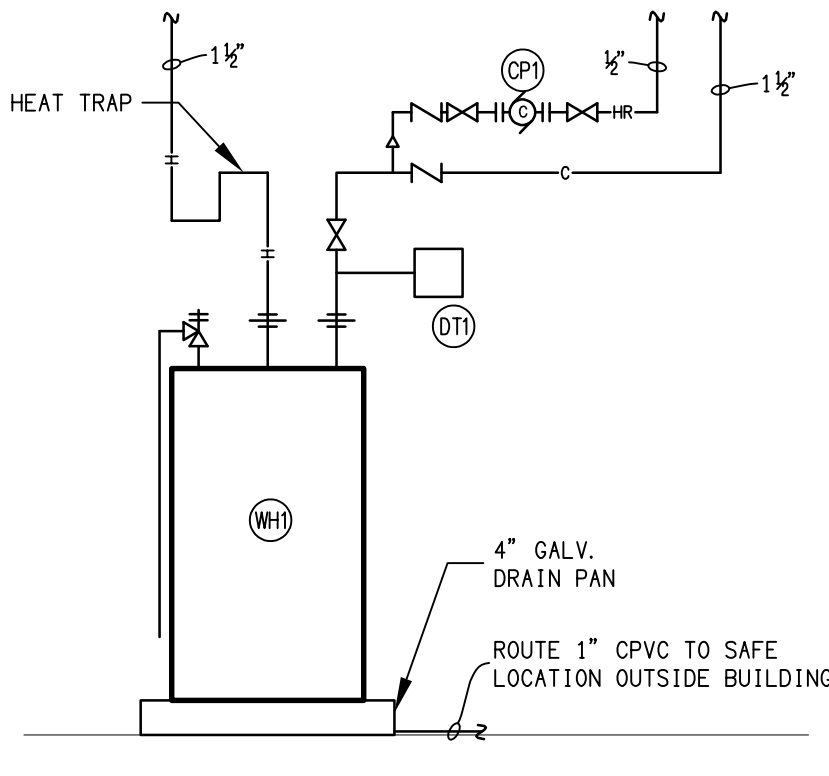 1½”
HEAT TRAP
CP1
½”
1½”
C
HR
H
C
H
DT1
WH1
4” GALV.
DRAIN PAN
ROUTE 1” CPVC TO SAFE
LOCATION OUTSIDE BUILDING